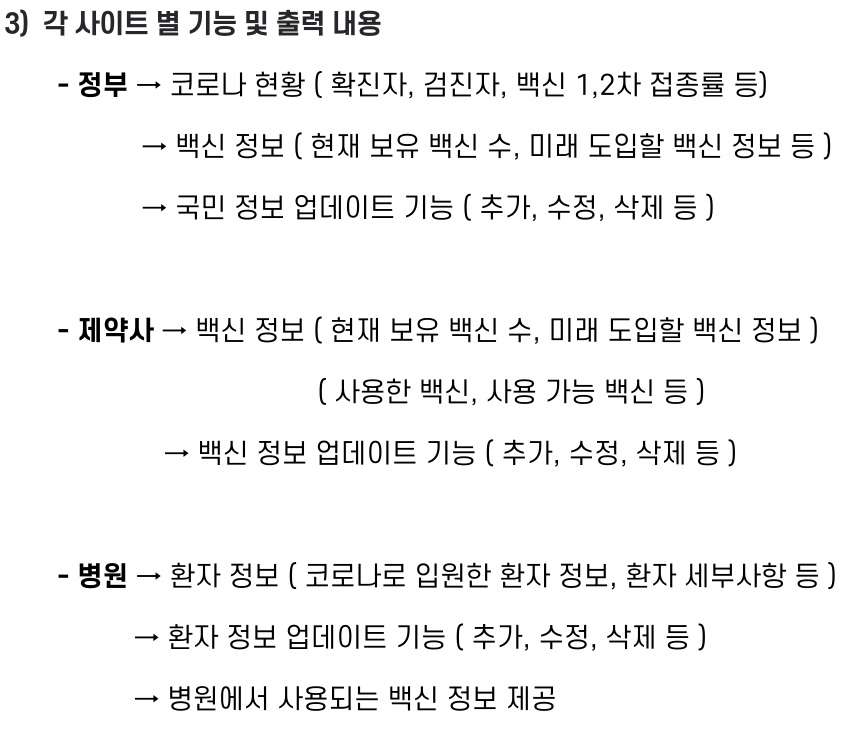 3) 각 사이트 별 기능 및 출력 내용
- 정부 → 코로나 현황 ( 확진자, 검진자, 백신 1,2차 접종률 등)
→ 백신 정보 ( 현재 보유 백신 수, 미래 도입할 백신 정보 등 )
→ 국민 정보 업데이트 기능 ( 추가, 수정, 삭제 등 )
- 제약사 → 백신 정보 ( 현재 보유 백신 수, 미래 도입할 백신 정보 )
( 사용한 백신, 사용 가능 백신 등 )
→ 백신 정보 업데이트 기능 ( 추가, 수정, 삭제 등 )
- 병원 → 환자 정보 ( 코로나로 입원한 환자 정보, 환자 세부사항 등 )
→ 환자 정보 업데이트 기능 ( 추가, 수정, 삭제 등 )
→ 병원에서 사용되는 백신 정보 제공